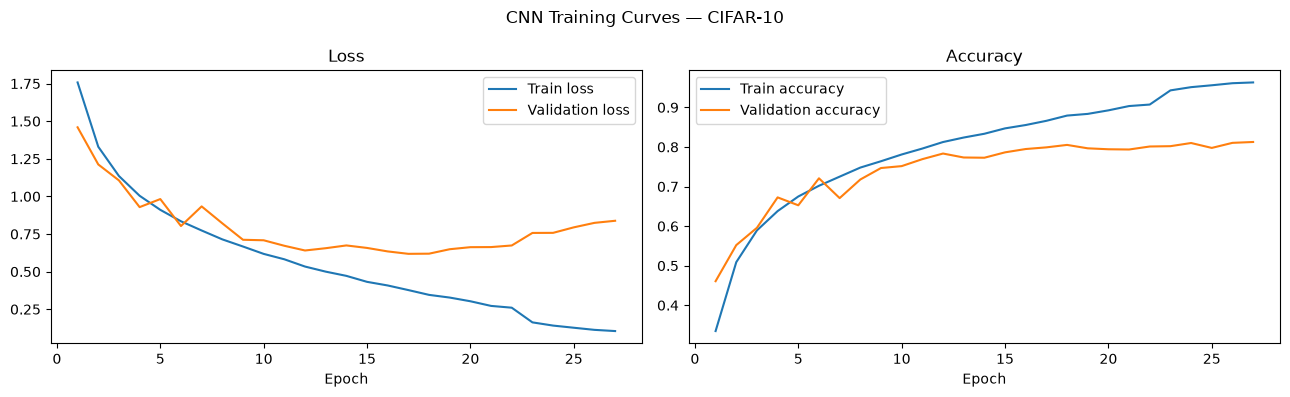 CNN Training Curves — CIFAR-10
Loss
1.75
1.50
1.25
1.00
0.75
0.50
0.25
0 5 10 15 20 25
Epoch
Train loss
Validation loss
Accuracy
0.9
0.8
0.7
0.6
0.5
0.4
0 5 10 15 20 25
Epoch
Train accuracy
Validation accuracy